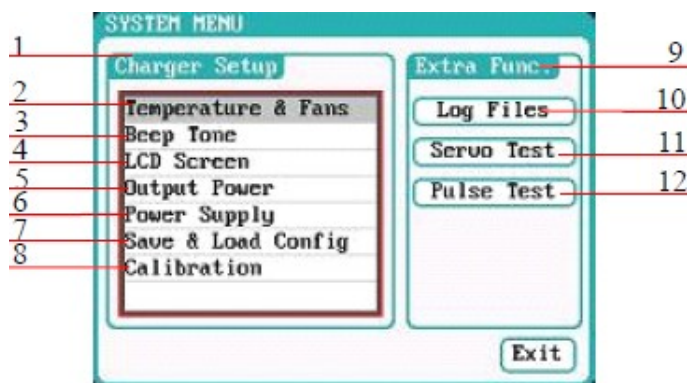 SYSTEM MENU
1
Charger Setup
2 Temperature & Fans
3 Beep Tone
4 LCD Screen
5 Output Power
6 Power Supply
7 Save & Load Config
8 Calibration
Extra Func. 9
Log Files 10
Servo Test 11
Pulse Test 12
Exit